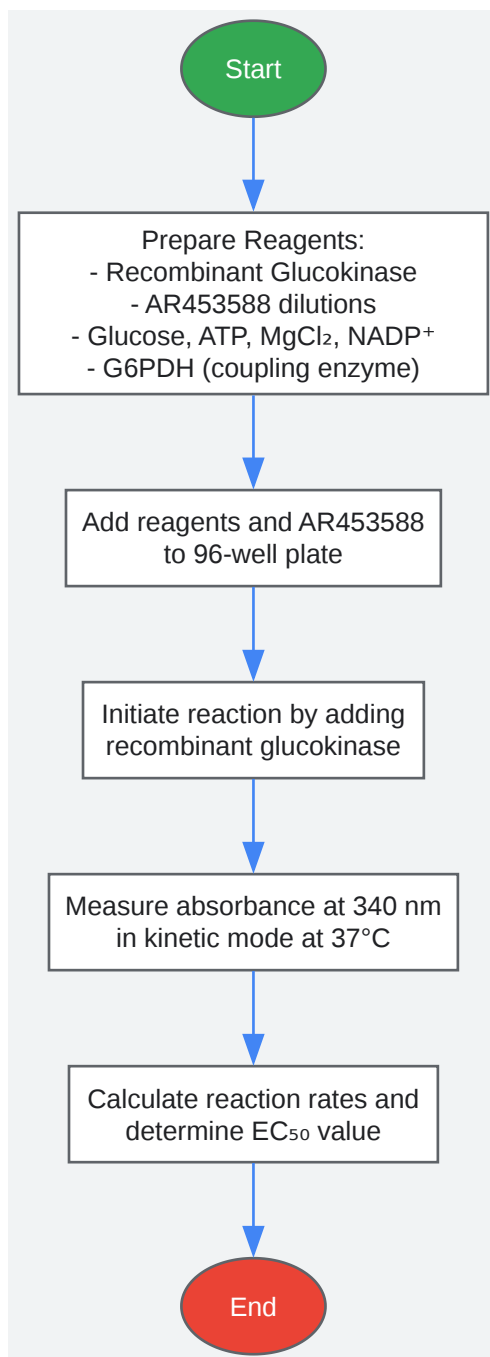 Start
Prepare Reagents:
- Recombinant Glucokinase
- AR453588 dilutions
- Glucose, ATP, MgCl₂, NADP⁺
- G6PDH (coupling enzyme)
Add reagents and AR453588
to 96-well plate
Initiate reaction by adding
recombinant glucokinase
Measure absorbance at 340 nm
in kinetic mode at 37°C
Calculate reaction rates and
determine EC₅₀ value
End